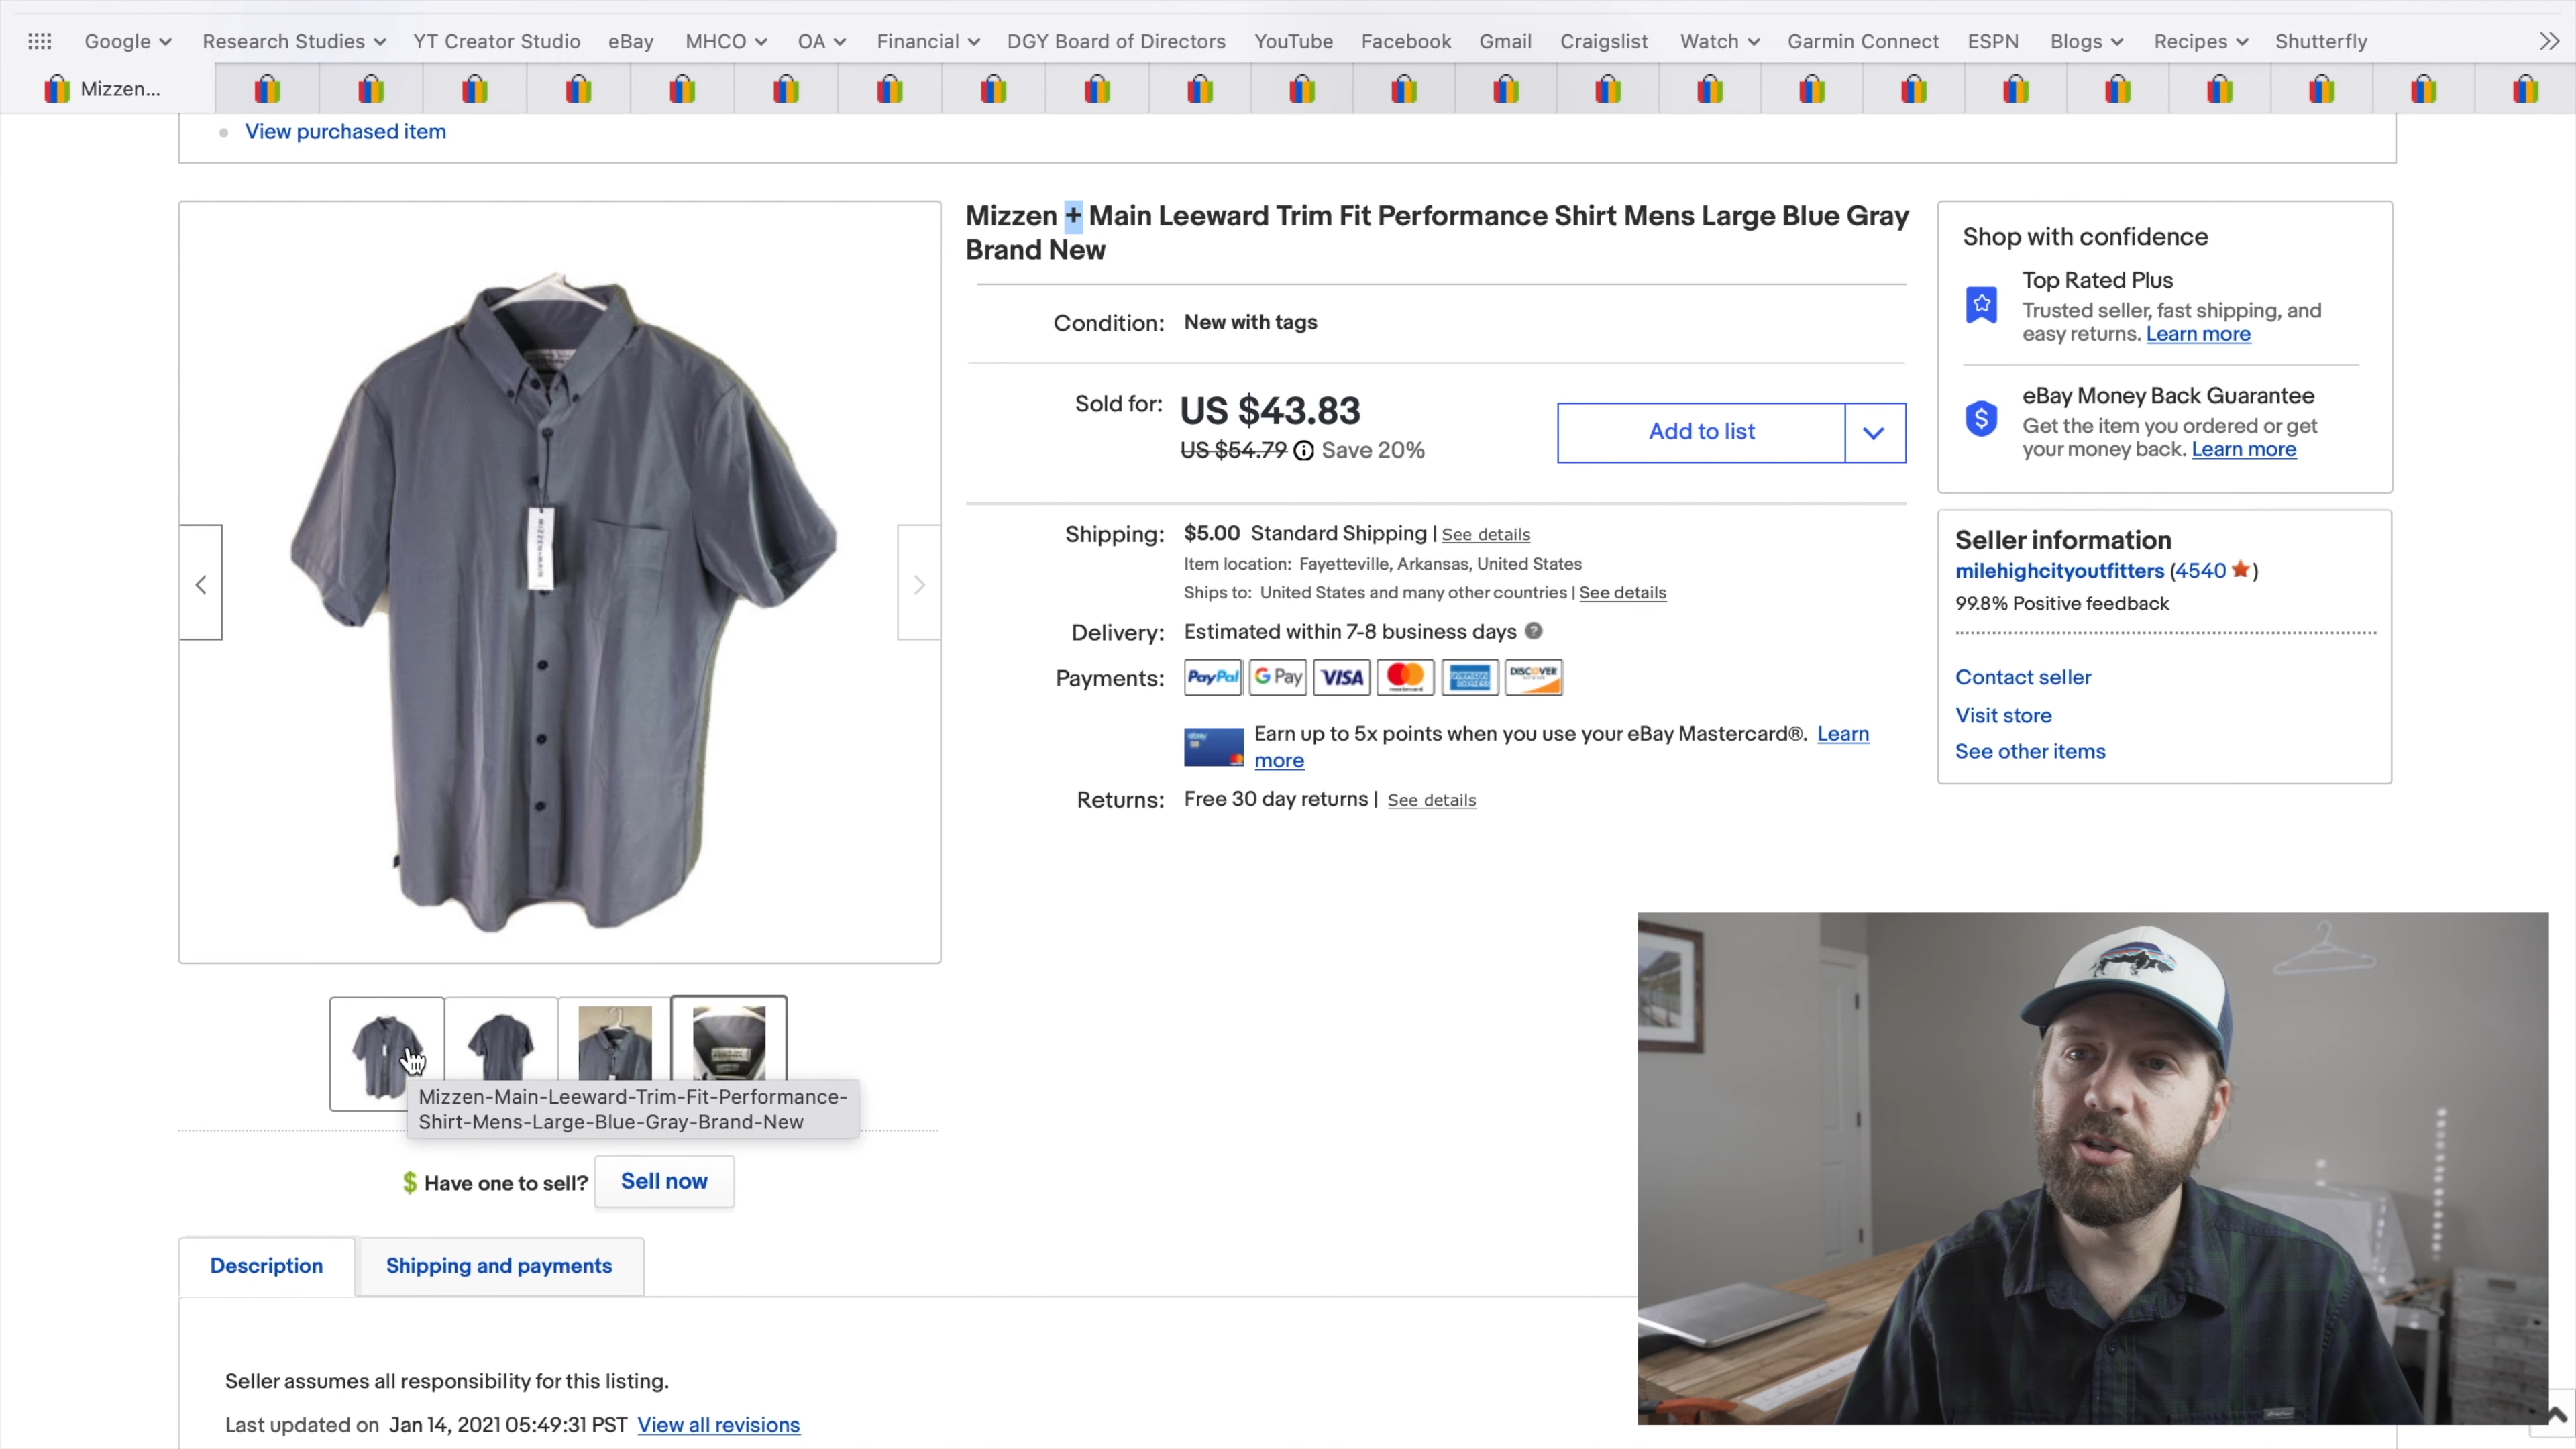 Google Research Studies YT Creator Studio eBay MHCO OA Financial DGY Board of Directors YouTube Facebook Gmail Craigslist Watch Garmin Connect ESPN Blogs Recipes Shutterfly
Mizzen...
View purchased item
Mizzen + Main Leeward Trim Fit Performance Shirt Mens Large Blue Gray
Brand New
Condition: New with tags
Sold for: US $43.83
US $54.79 Save 20%
Add to list
Shipping: $5.00 Standard Shipping | See details
Item location: Fayetteville, Arkansas, United States
Ships to: United States and many other countries | See details
Delivery: Estimated within 7-8 business days
Payments: PayPal G Pay VISA mastercard AMERICAN EXPRESS DISCOVER
Earn up to 5x points when you use your eBay Mastercard®. Learn
more
Returns: Free 30 day returns | See details
Shop with confidence
Top Rated Plus
Trusted seller, fast shipping, and
easy returns. Learn more
eBay Money Back Guarantee
Get the item you ordered or get
your money back. Learn more
Seller information
milehighcityoutfitters (4540)
99.8% Positive feedback
Contact seller
Visit store
See other items
MIZZEN+MAIN
Mizzen-Main-Leeward-Trim-Fit-Performance-
Shirt-Mens-Large-Blue-Gray-Brand-New
$ Have one to sell? Sell now
Description Shipping and payments
Seller assumes all responsibility for this listing.
Last updated on Jan 14, 2021 05:49:31 PST View all revisions